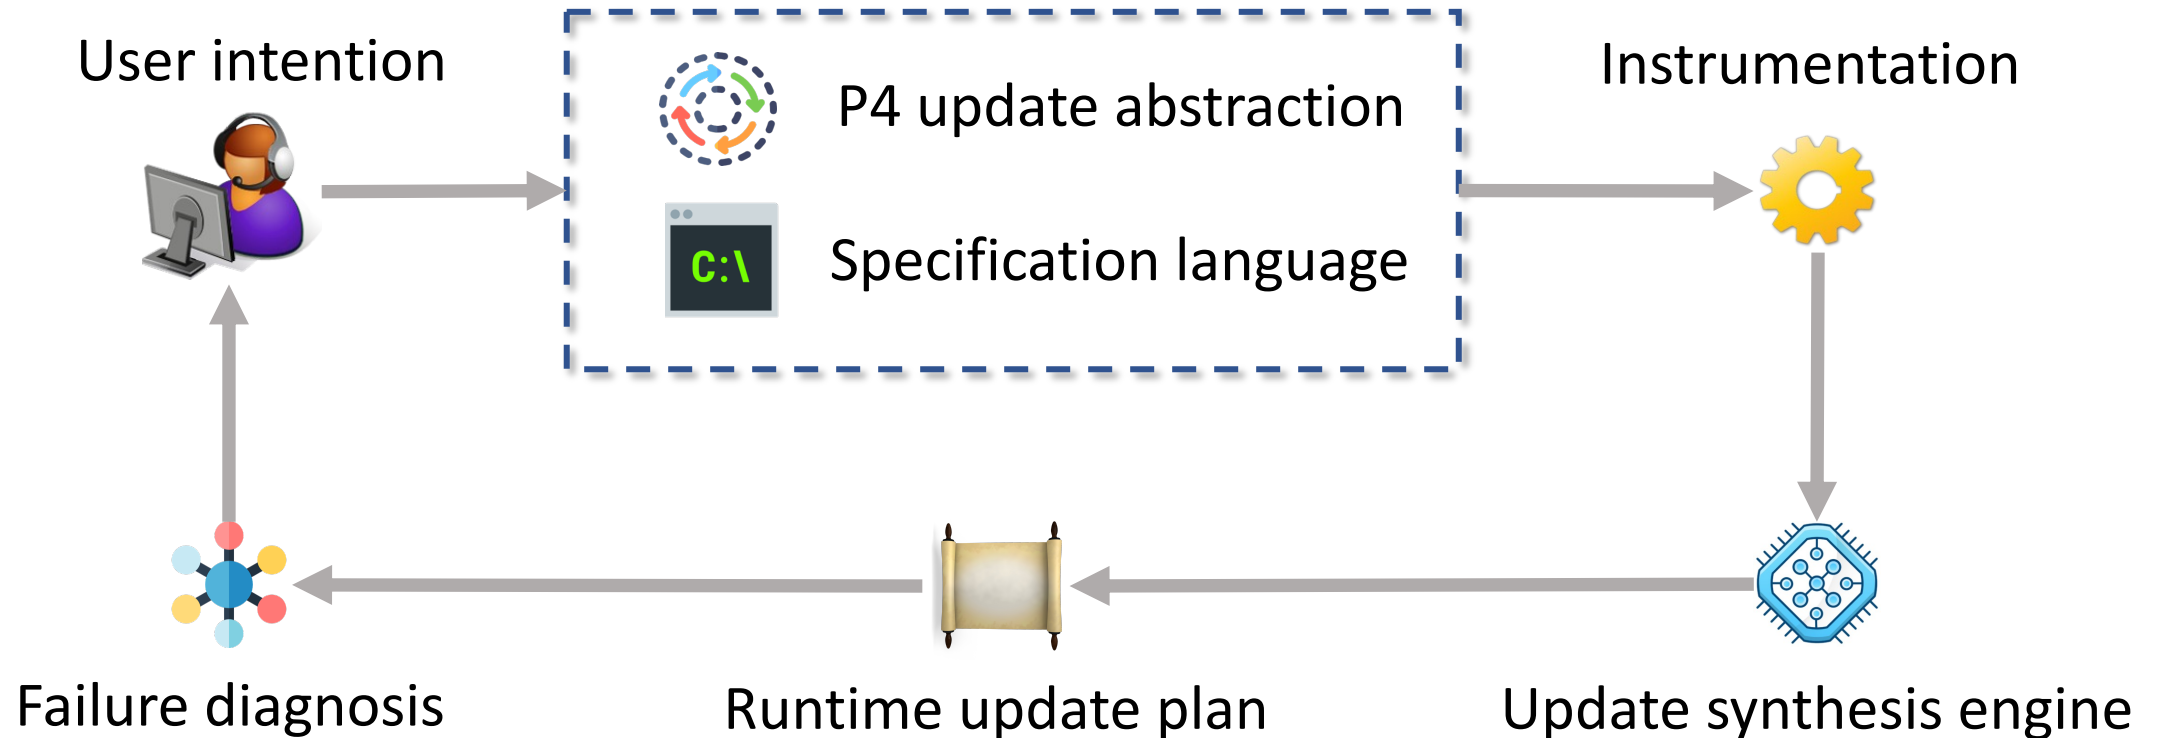 User intention
P4 update abstraction
Instrumentation
C:\
Specification language
Failure diagnosis
Runtime update plan
Update synthesis engine